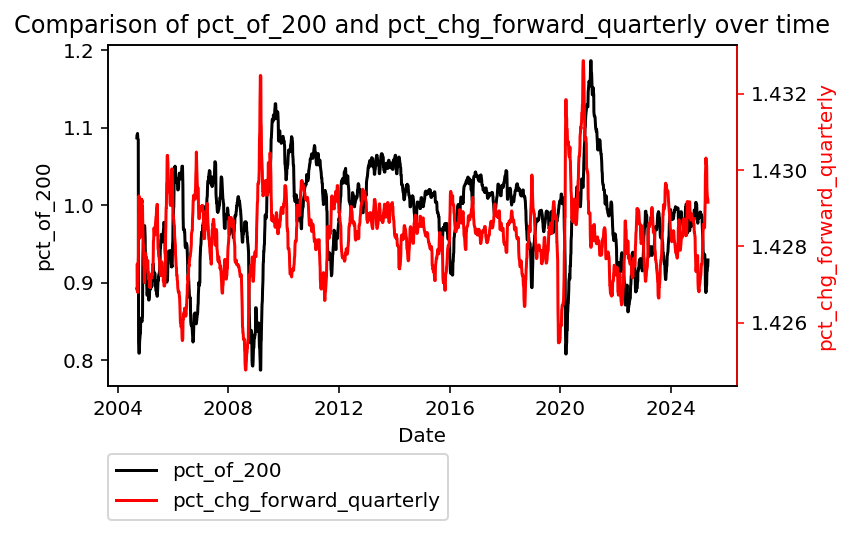 Comparison of pct_of_200 and pct_chg_forward_quarterly over time
1.2
1.1
1.0
0.9
0.8
pct_of_200
1.432
1.430
1.428
1.426
pct_chg_forward_quarterly
2004 2008 2012 2016 2020 2024
Date
pct_of_200
pct_chg_forward_quarterly